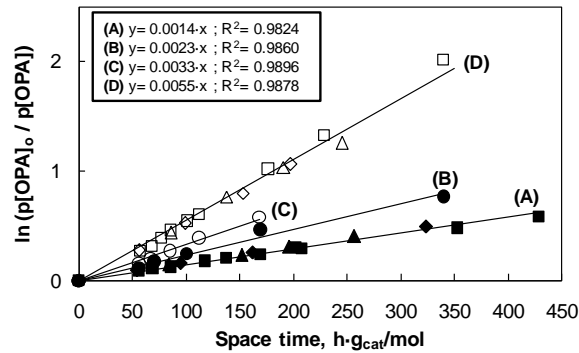 (A) y= 0.0014·x ; R²= 0.9824
(B) y= 0.0023·x ; R²= 0.9860
(C) y= 0.0033·x ; R²= 0.9896
(D) y= 0.0055·x ; R²= 0.9878
(D)
(B)
(C)
(A)
ln (p[OPA]o / p[OPA])
2
1
0
0 50 100 150 200 250 300 350 400 450
Space time, h·gcat/mol